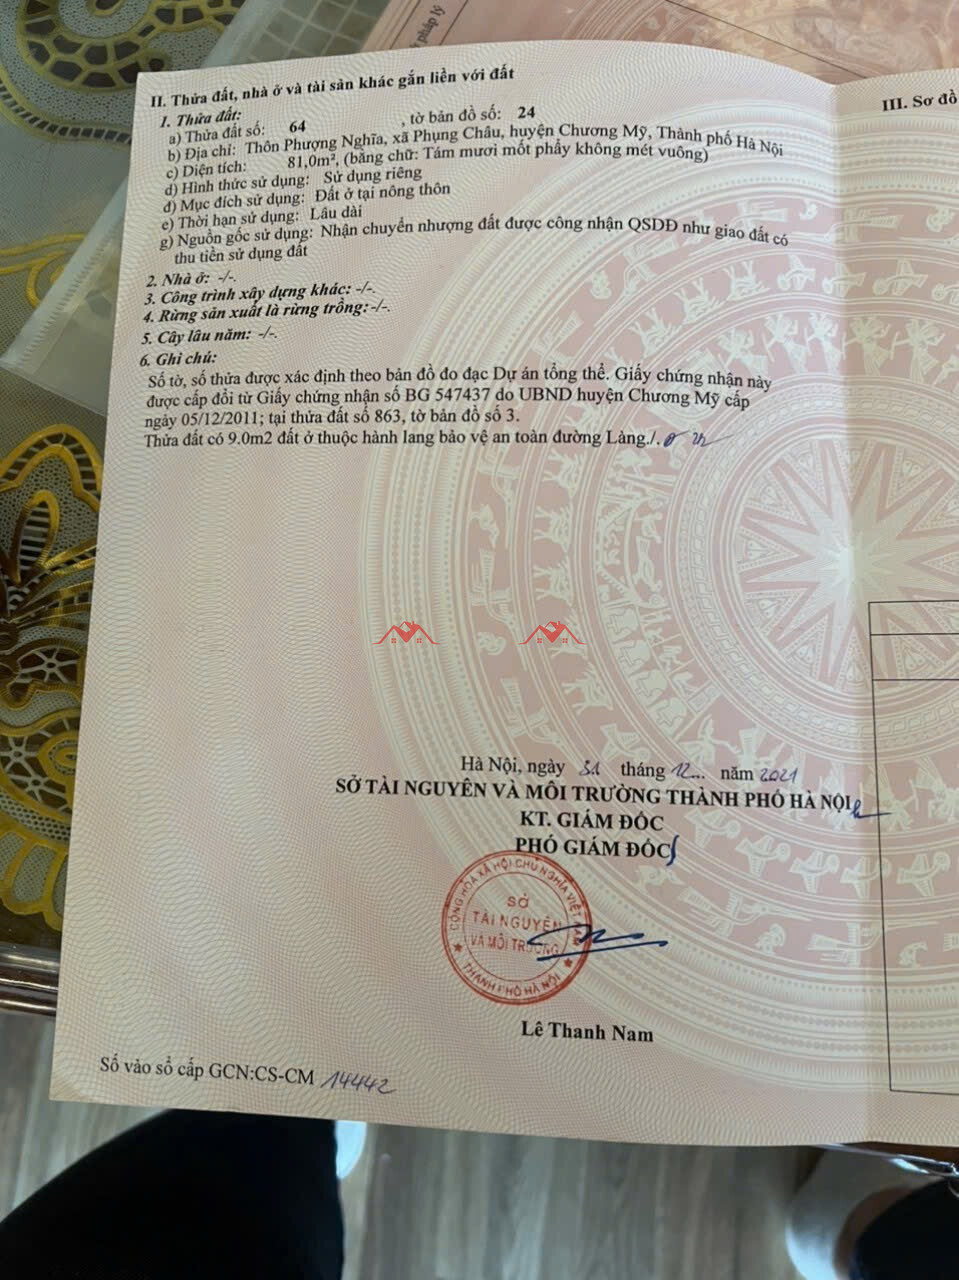 ở pháp lý
II. Thửa đất, nhà ở và tài sản khác gắn liền với đất
1. Thửa đất:
a) Thửa đất số: 64 , tờ bản đồ số: 24
b) Địa chỉ: Thôn Phượng Nghĩa, xã Phụng Châu, huyện Chương Mỹ, Thành phố Hà Nội
c) Diện tích: 81,0m², (bằng chữ: Tám mươi mốt phẩy không mét vuông)
d) Hình thức sử dụng: Sử dụng riêng
đ) Mục đích sử dụng: Đất ở tại nông thôn
e) Thời hạn sử dụng: Lâu dài
g) Nguồn gốc sử dụng: Nhận chuyển nhượng đất được công nhận QSDĐ như giao đất có
thu tiền sử dụng đất
2. Nhà ở: -/-.
3. Công trình xây dựng khác: -/-.
4. Rừng sản xuất là rừng trồng:-/-.
5. Cây lâu năm: -/-.
6. Ghi chú:
Số tờ, số thửa được xác định theo bản đồ đo đạc Dự án tổng thể. Giấy chứng nhận này
được cấp đổi từ Giấy chứng nhận số BG 547437 do UBND huyện Chương Mỹ cấp
ngày 05/12/2011; tại thửa đất số 863, tờ bản đồ số 3.
Thửa đất có 9.0m2 đất ở thuộc hành lang bảo vệ an toàn đường Làng./.
III. Sơ đồ
Hà Nội, ngày 31 tháng 12... năm 2021
SỞ TÀI NGUYÊN VÀ MÔI TRƯỜNG THÀNH PHỐ HÀ NỘI
KT. GIÁM ĐỐC
PHÓ GIÁM ĐỐC
CỘNG HÒA XÃ HỘI CHỦ NGHĨA VIỆT NAM
SỞ
TÀI NGUYÊN
VÀ MÔI TRƯỜNG
THÀNH PHỐ HÀ NỘI
Lê Thanh Nam
Số vào sổ cấp GCN:CS-CM 14442